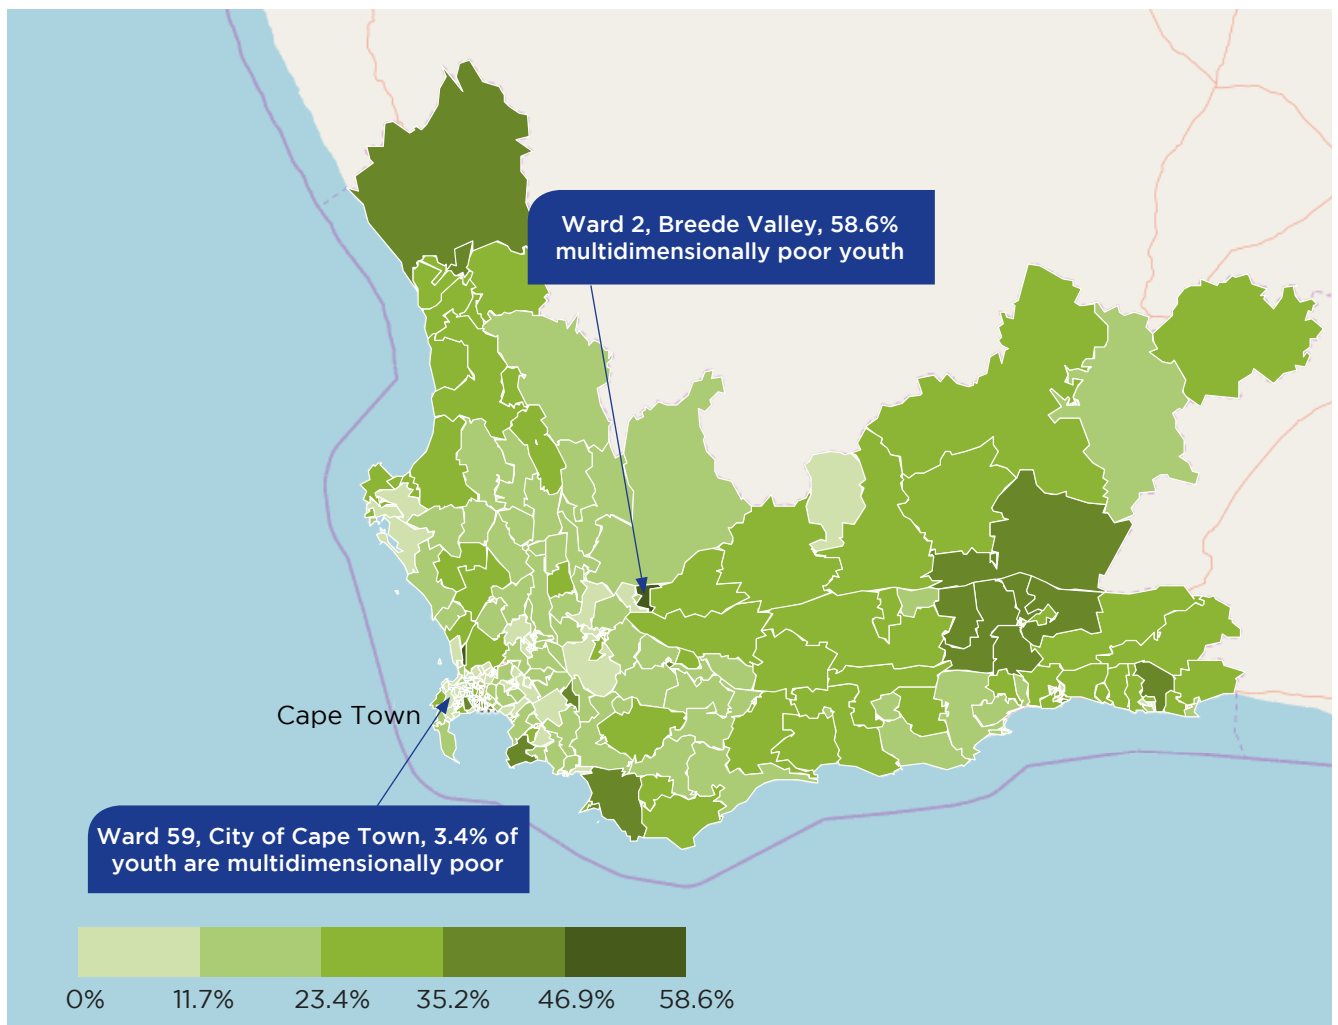 Ward 2, Breede Valley, 58.6%
multidimensionally poor youth
Cape Town
Ward 59, City of Cape Town, 3.4% of
youth are multidimensionally poor
0% 11.7% 23.4% 35.2% 46.9% 58.6%